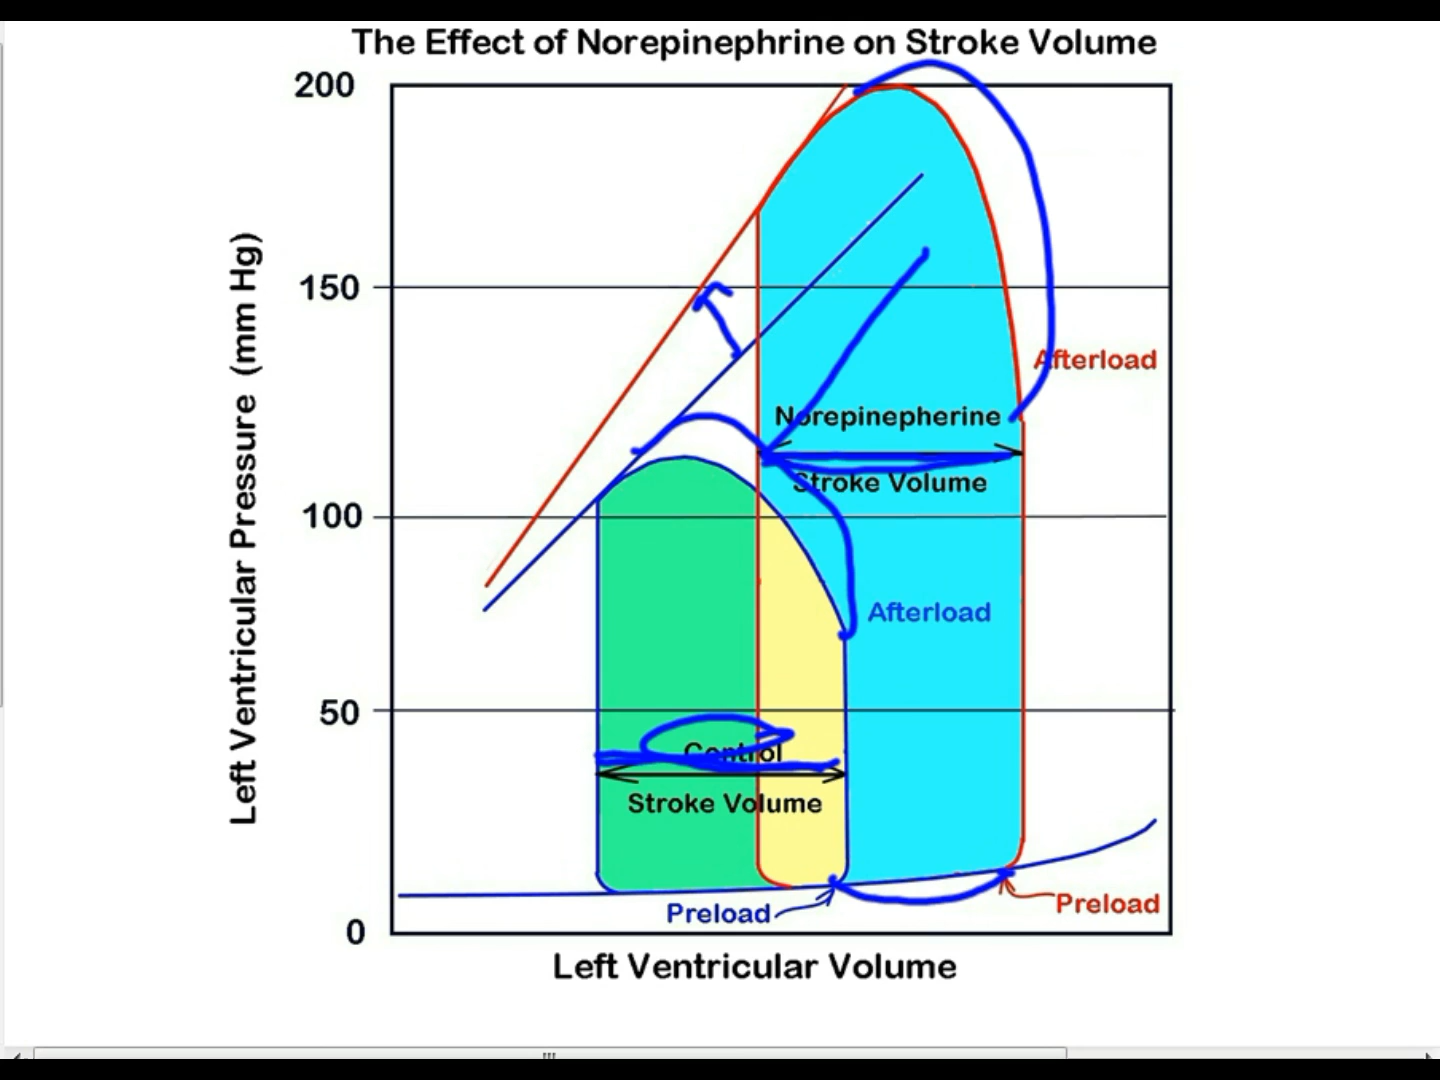 The Effect of Norepinephrine on Stroke Volume
200
150
100
50
0
Left Ventricular Pressure (mm Hg)
Afterload
Norepinepherine
Stroke Volume
Afterload
Control
Stroke Volume
Preload
Preload
Left Ventricular Volume